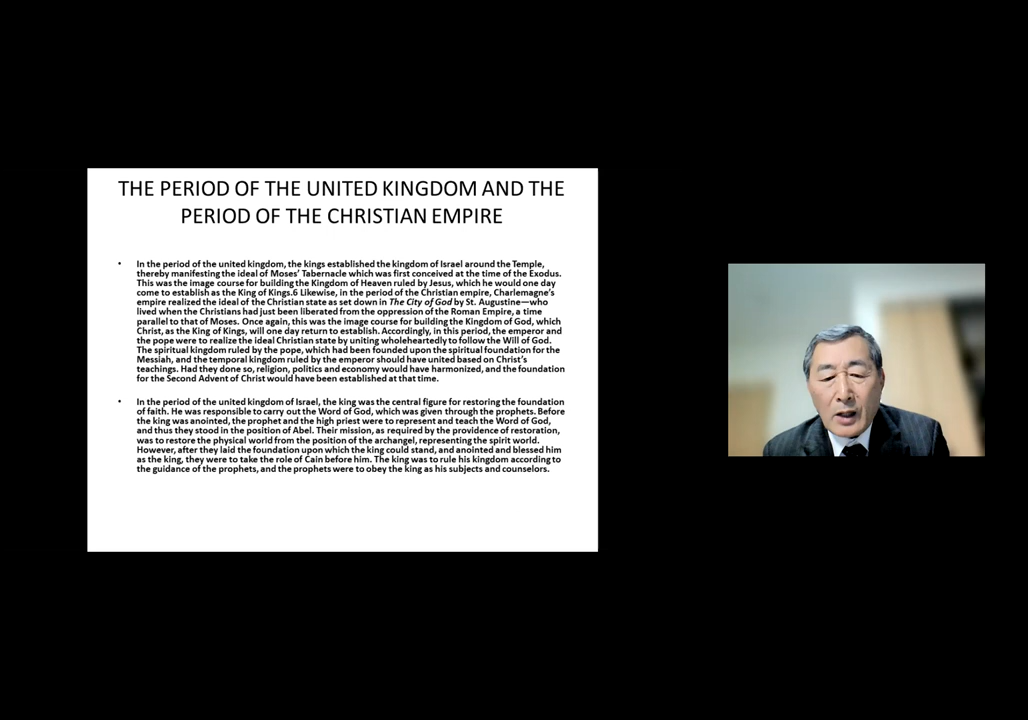 THE PERIOD OF THE UNITED KINGDOM AND THE
PERIOD OF THE CHRISTIAN EMPIRE
• In the period of the united kingdom, the kings established the kingdom of Israel around the Temple,
thereby manifesting the ideal of Moses' Tabernacle which was first conceived at the time of the Exodus.
This was the image course for building the Kingdom of Heaven ruled by Jesus, which he would one day
come to establish as the King of Kings.6 Likewise, in the period of the Christian empire, Charlemagne's
empire realized the ideal of the Christian state as set down in The City of God by St. Augustine—who
lived when the Christians had just been liberated from the oppression of the Roman Empire, a time
parallel to that of Moses. Once again, this was the image course for building the Kingdom of God, which
Christ, as the King of Kings, will one day return to establish. Accordingly, in this period, the emperor and
the pope were to realize the ideal Christian state by uniting wholeheartedly to follow the Will of God.
The spiritual kingdom ruled by the pope, which had been founded upon the spiritual foundation for the
Messiah, and the temporal kingdom ruled by the emperor should have united based on Christ's
teachings. Had they done so, religion, politics and economy would have harmonized, and the foundation
for the Second Advent of Christ would have been established at that time.
• In the period of the united kingdom of Israel, the king was the central figure for restoring the foundation
of faith. He was responsible to carry out the Word of God, which was given through the prophets. Before
the king was anointed, the prophet and the high priest were to represent and teach the Word of God,
and thus they stood in the position of Abel. Their mission, as required by the providence of restoration,
was to restore the physical world from the position of the archangel, representing the spirit world.
However, after they laid the foundation upon which the king could stand, and anointed and blessed him
as the king, they were to take the role of Cain before him. The king was to rule his kingdom according to
the guidance of the prophets, and the prophets were to obey the king as his subjects and counselors.